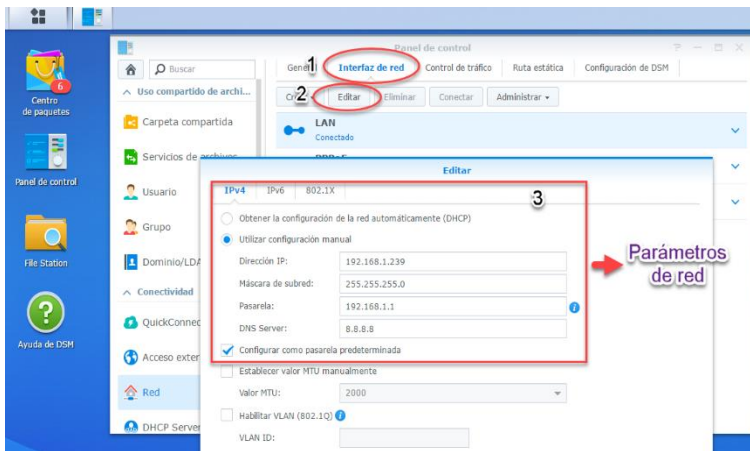 Panel de control
Buscar
General
1
Interfaz de red
Control de tráfico
Ruta estática
Configuración de DSM
6
Centro
de paquetes
Uso compartido de archi...
2
Editar
Eliminar
Conectar
Administrar
Carpeta compartida
LAN
Conectado
Servicios de archivos
Editar
Panel de control
Usuario
IPv4
IPv6
802.1X
3
Obtener la configuración de la red automáticamente (DHCP)
Grupo
Utilizar configuración manual
File Station
Dominio/LDA
Dirección IP:
192.168.1.239
Parámetros
de red
Máscara de subred:
255.255.255.0
Conectividad
Pasarela:
192.168.1.1
QuickConnec
DNS Server:
8.8.8.8
Ayuda de DSM
Acceso exter
Configurar como pasarela predeterminada
Establecer valor MTU manualmente
Red
Valor MTU:
2000
Habilitar VLAN (802.1Q)
DHCP Server
VLAN ID: